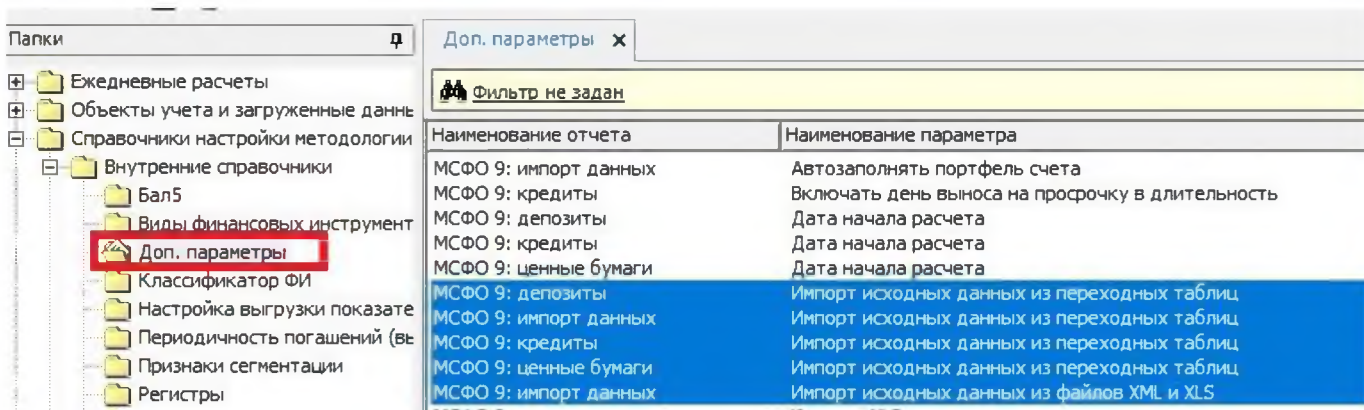 Папки
Ежедневные расчеты
Объекты учета и загруженные даннь
Справочники настройки методологии
Внутренние справочники
Бал5
Виды финансовых инструмент
Доп. параметры
Классификатор ФИ
Настройка выгрузки показате
Периодичность погашений (вь
Признаки сегментации
Регистры
Доп. параметры
Фильтр не задан
Наименование отчета Наименование параметра
МСФО 9: импорт данных Автозаполнять портфель счета
МСФО 9: кредиты Включать день выноса на просрочку в длительность
МСФО 9: депозиты Дата начала расчета
МСФО 9: кредиты Дата начала расчета
МСФО 9: ценные бумаги Дата начала расчета
МСФО 9: депозиты Импорт исходных данных из переходных таблиц
МСФО 9: импорт данных Импорт исходных данных из переходных таблиц
МСФО 9: кредиты Импорт исходных данных из переходных таблиц
МСФО 9: ценные бумаги Импорт исходных данных из переходных таблиц
МСФО 9: импорт данных Импорт исходных данных из файлов XML и XLS